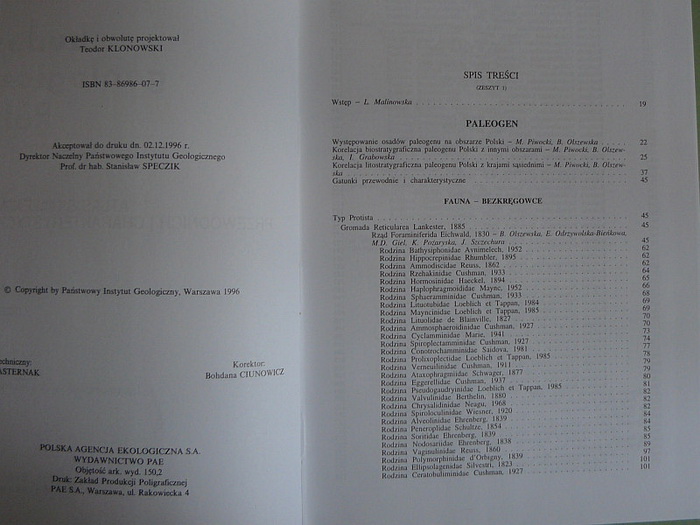 Okładkę i obwolutę projektował
Teodor KLONOWSKI
ISBN 83-86986-07-7
Akceptował do druku dn. 02.12.1996 r.
Dyrektor Naczelny Państwowego Instytutu Geologicznego
Prof. dr hab. Stanisław SPECZIK
© Copyright by Państwowy Instytut Geologiczny, Warszawa 1996
echniczny:
ASTERNAK
Korektor:
Bohdana CIUNOWICZ
POLSKA AGENCJA EKOLOGICZNA S.A.
WYDAWNICTWO PAE
Objętość ark. wyd. 150,2
Druk: Zakład Produkcji Poligraficznej
PAE S.A., Warszawa, ul. Rakowiecka 4
SPIS TREŚCI
(ZESZYT 1)
Wstęp – L. Malinowska 19
PALEOGEN
Występowanie osadów paleogenu na obszarze Polski – M. Piwocki, B. Olszewska 22
Korelacja biostratygraficzna paleogenu Polski z innymi obszarami – M. Piwocki, B. Olszew-
ska, I. Grabowska 25
Korelacja biostratygraficzna paleogenu Polski z krajami sąsiednimi – M. Piwocki, B. Olszew-
ska 37
Gatunki przewodnie i charakterystyczne 45
FAUNA – BEZKRĘGOWCE
Typ Protista 45
Gromada Reticularea Lankester, 1885 45
Rząd Foraminiferida Eichwald, 1830 – B. Olszewska, E. Odrzywolska-Bieńkowa,
M.D. Giel, K. Pożaryska, J. Szczechura 45
Rodzina Bathysiphonidae Avnimelech, 1952 62
Rodzina Hippocrepinidae Rhumbler, 1895 62
Rodzina Ammodiscidae Reuss, 1862 62
Rodzina Rzehakinidae Cushman, 1933 64
Rodzina Hormosinidae Haeckel, 1894 65
Rodzina Haplophragmoididae Maync, 1952 66
Rodzina Sphaeramminidae Cushman, 1933 68
Rodzina Lituotubidae Loeblich et Tappan, 1984 69
Rodzina Mayncinidae Loeblich et Tappan, 1985 69
Rodzina Lituolidae de Blainville, 1827 70
Rodzina Ammosphaeroidinidae Cushman, 1927 70
Rodzina Cyclamminidae Marie, 1941 73
Rodzina Spiroplectamminidae Cushman, 1927 74
Rodzina Conotrochamminidae Saidova, 1981 77
Rodzina Prolixoplectidae Loeblich et Tappan, 1985 78
Rodzina Verneuilinidae Cushman, 1911 79
Rodzina Ataxophragmiidae Schwager, 1877 79
Rodzina Eggerellidae Cushman, 1937 80
Rodzina Pseudogaudryinidae Loeblich et Tappan, 1985 81
Rodzina Valvulinidae Berthelin, 1880 82
Rodzina Chrysalidinidae Neagu, 1968 82
Rodzina Spiroloculinidae Wiesner, 1920 82
Rodzina Alveolinidae Ehrenberg, 1839 84
Rodzina Peneroplidae Schultze, 1854 84
Rodzina Soritidae Ehrenberg, 1839 85
Rodzina Nodosariidae Ehrenberg, 1838 85
Rodzina Vaginulinidae Reuss, 1860 89
Rodzina Polymorphinidae d'Orbigny, 1839 97
Rodzina Ellipsolagenidae Silvestri, 1823 101
Rodzina Ceratobuliminidae Cushman, 1927 101